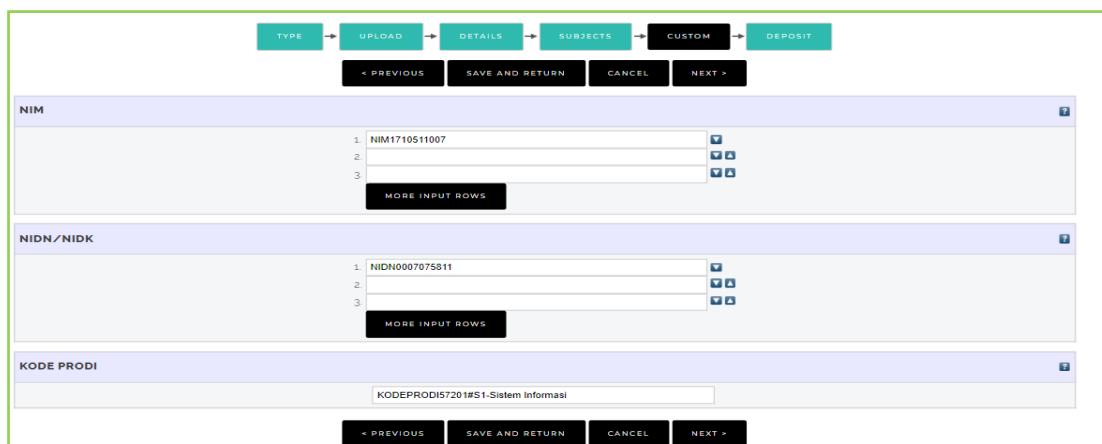 TYPE UPLOAD DETAILS SUBJECTS CUSTOM DEPOSIT
< PREVIOUS SAVE AND RETURN CANCEL NEXT >
NIM ?
1. NIM1710511007
2.
3.
MORE INPUT ROWS
NIDN/NIDK ?
1. NIDN0007075811
2.
3.
MORE INPUT ROWS
KODE PRODI ?
KODEPRODI57201#S1-Sistem Informasi
< PREVIOUS SAVE AND RETURN CANCEL NEXT >